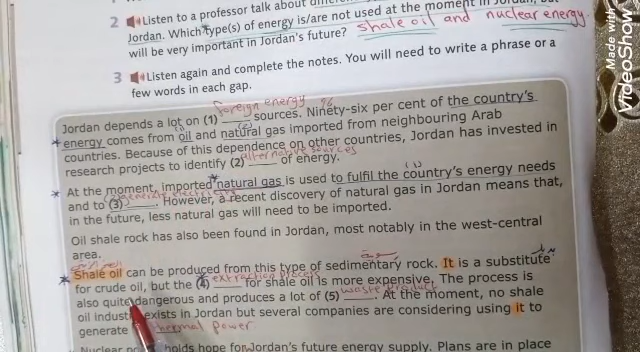 2 Listen to a professor talk about
Jordan. Which type(s) of energy is/are not used at the moment in Jordan, but
will be very important in Jordan's future? shale oil and nuclear energy.
3 Listen again and complete the notes. You will need to write a phrase or a
few words in each gap.
foreign energy 96
Jordan depends a lot on (1) sources. Ninety-six per cent of the country's
energy comes from oil and natural gas imported from neighbouring Arab
countries. Because of this dependence on other countries, Jordan has invested in
alternative sources
research projects to identify (2) of energy.
At the moment, imported natural gas is used to fulfil the country's energy needs
generate electricity
and to (3) . However, a recent discovery of natural gas in Jordan means that,
in the future, less natural gas will need to be imported.
Oil shale rock has also been found in Jordan, most notably in the west-central
area.
Shale oil can be produced from this type of sedimentary rock. It is a substitute
extraction process
for crude oil, but the (4) for shale oil is more expensive. The process is
waste product
also quite dangerous and produces a lot of (5) . At the moment, no shale
oil exists in Jordan but several companies are considering using it to
generate thermal power.
Nuclear holds hope for Jordan's future energy supply. Plans are in place
Made with
VideoShow